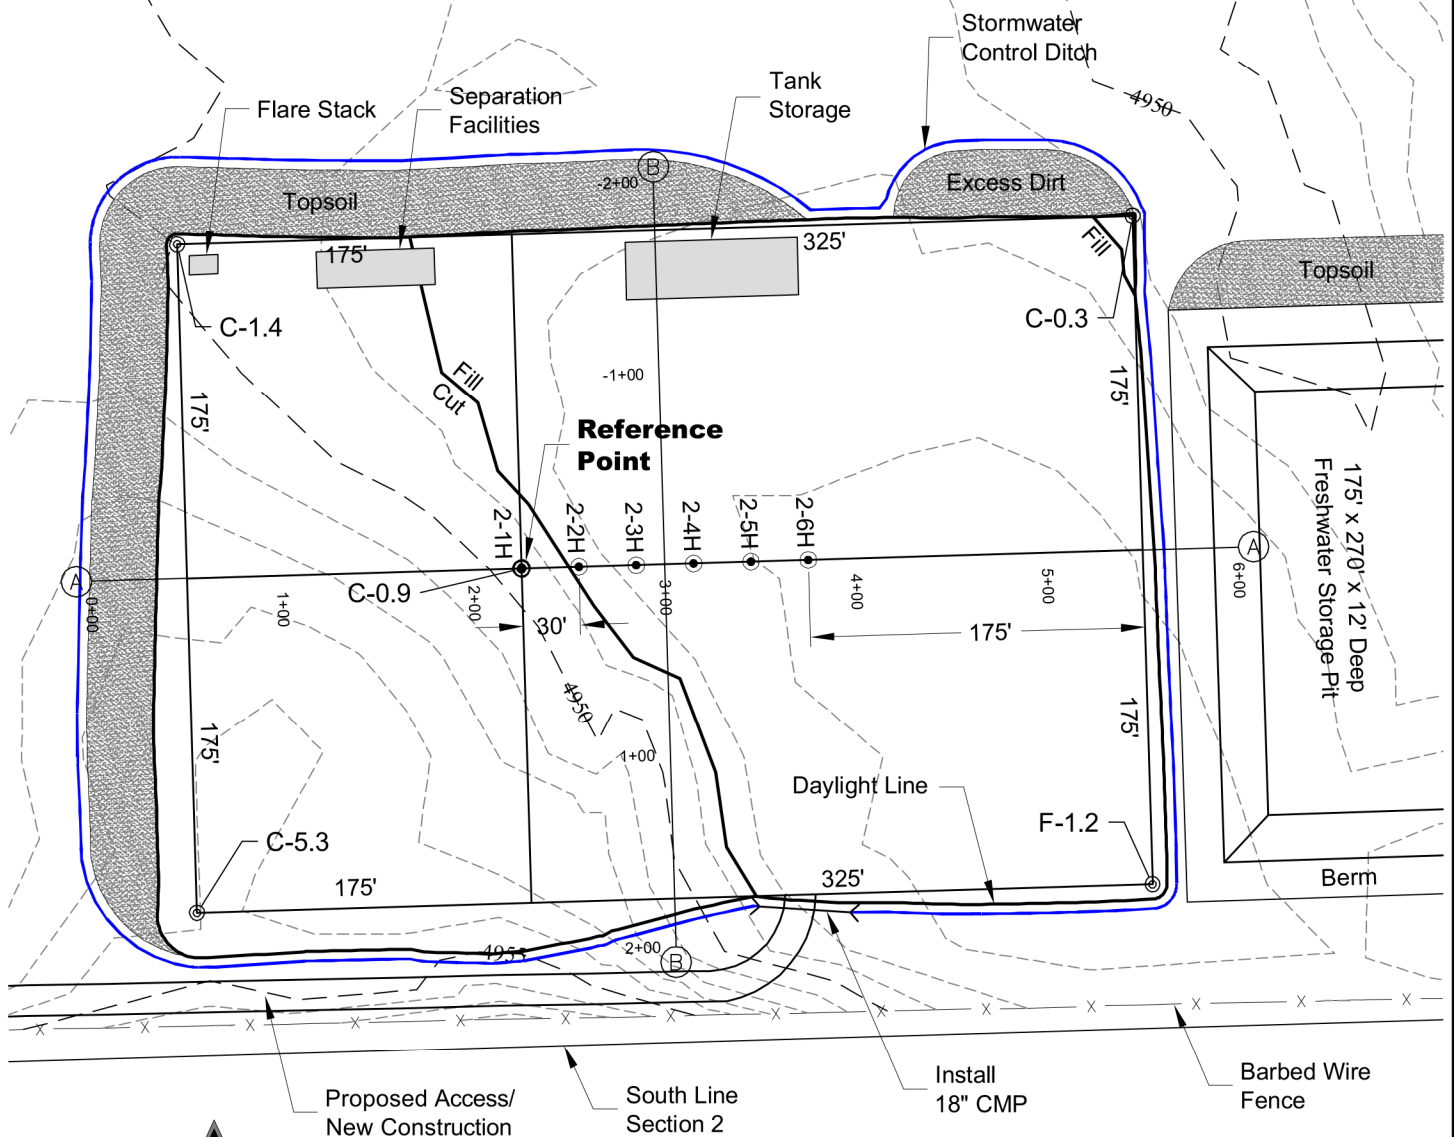 Stormwater
Control Ditch
Tank
Storage
Separation
Facilities
Flare Stack
4950
B
-2+00
Excess Dirt
Topsoil
175'
325'
Fill
Topsoil
C-1.4
C-0.3
-1+00
Fill
Cut
175'
175'
Reference
Point
2-1H
2-2H
2-3H
2-4H
2-5H
2-6H
175' x 270' x 12' Deep
Freshwater Storage Pit
A
A
C-0.9
0+00
1+00
2+00
3+00
4+00
5+00
6+00
30'
175'
4950
175'
175'
1+00
Daylight Line
F-1.2
C-5.3
175'
325'
Berm
4955
2+00
B
X X X X X X X X X X X X X X
Install
18" CMP
Barbed Wire
Fence
Proposed Access/
New Construction
South Line
Section 2